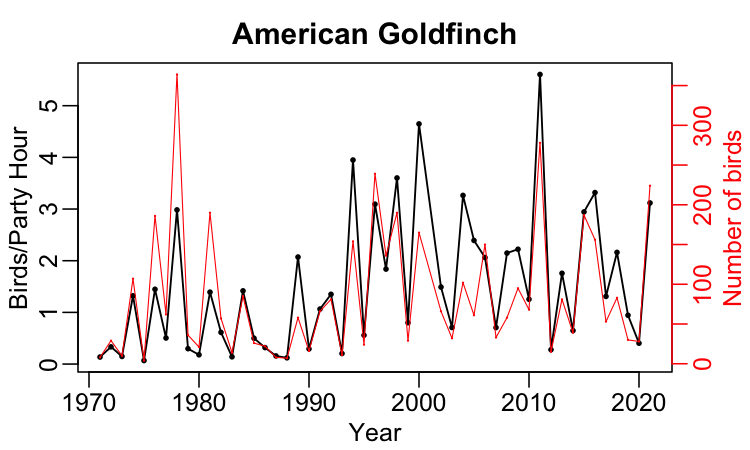 American Goldfinch
Birds/Party Hour
0 1 2 3 4 5
1970 1980 1990 2000 2010 2020
Year
0 100 200 300
Number of birds